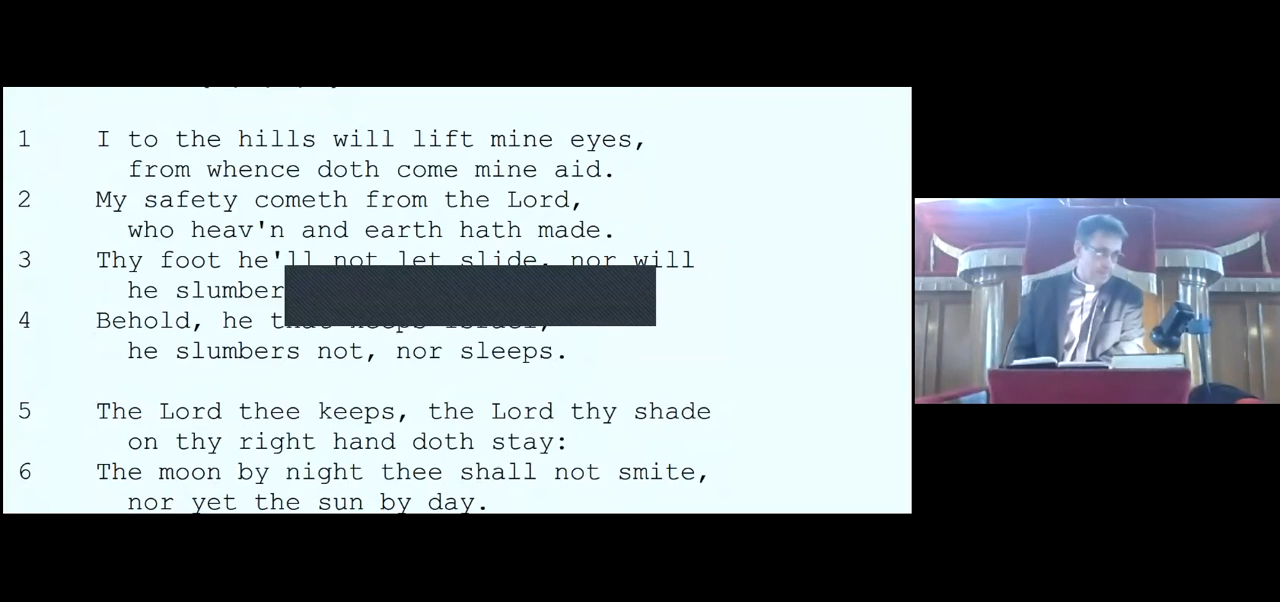 1 I to the hills will lift mine eyes,
from whence doth come mine aid.
2 My safety cometh from the Lord,
who heav'n and earth hath made.
3 Thy foot he'll not let slide, nor will
he slumber
4 Behold, he that keeps Israel,
he slumbers not, nor sleeps.
5 The Lord thee keeps, the Lord thy shade
on thy right hand doth stay:
6 The moon by night thee shall not smite,
nor yet the sun by day.